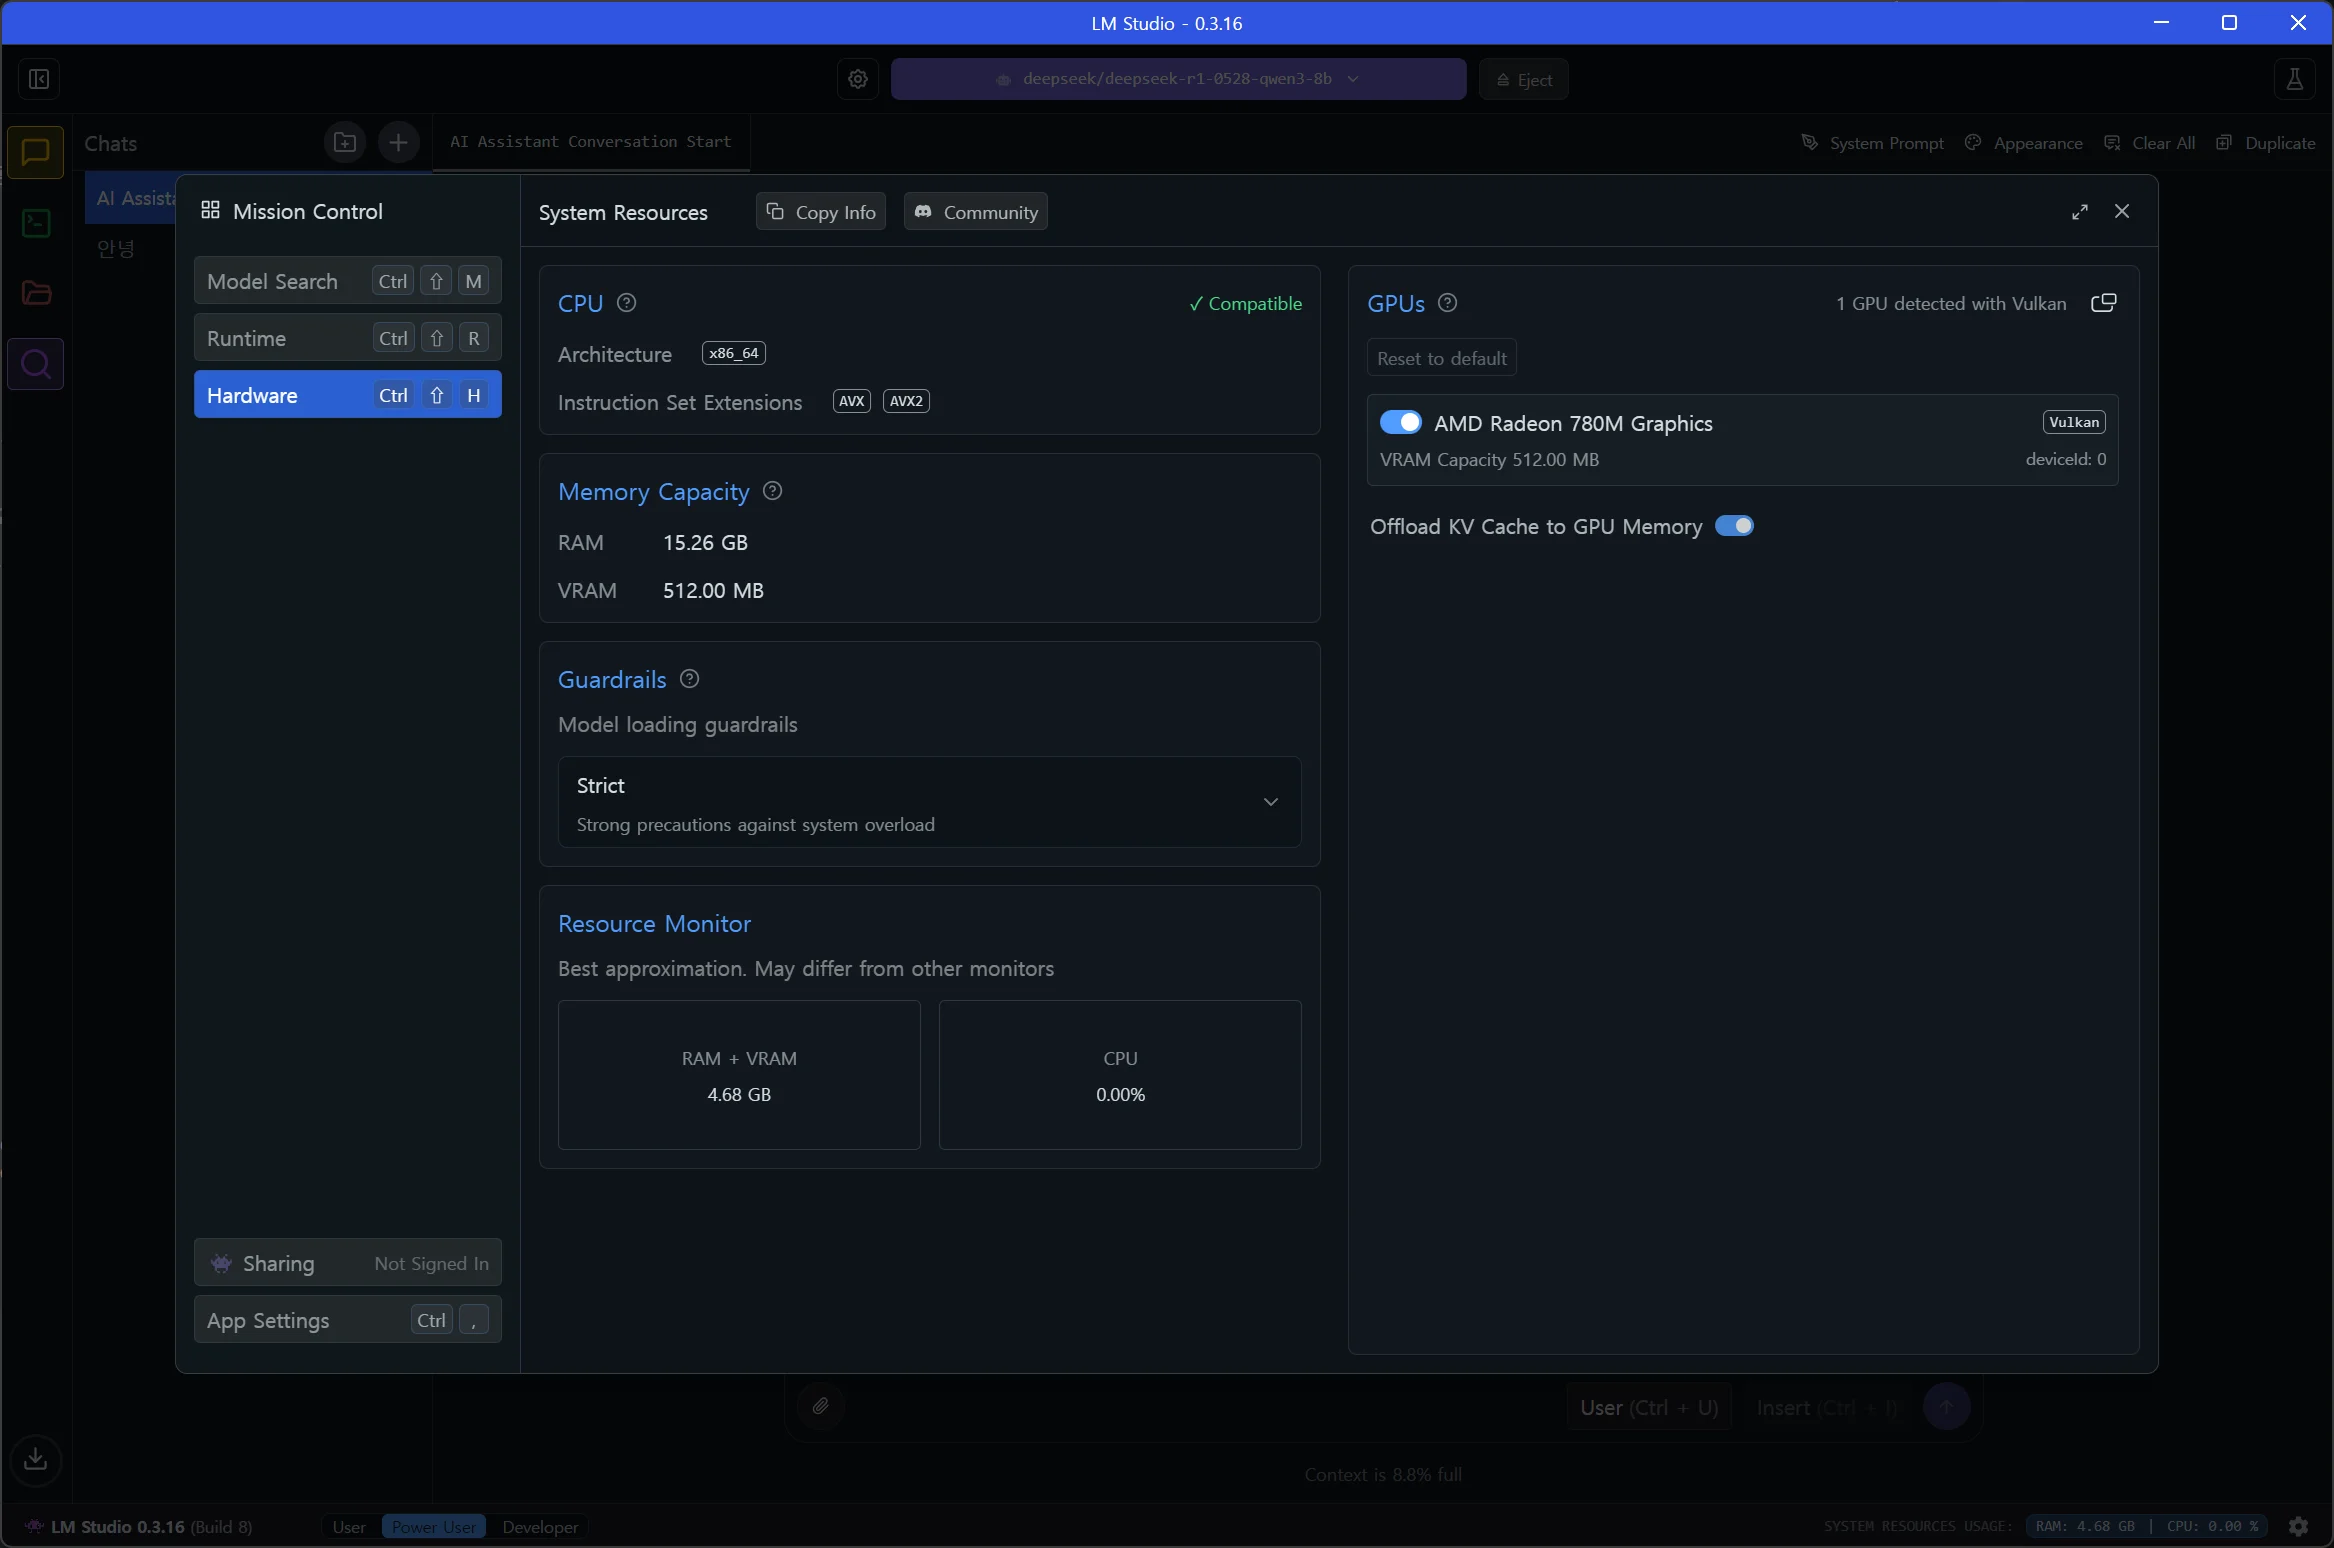 LM Studio - 0.3.16
deepseek/deepseek-r1-0528-qwen3-8b
Eject
Chats
AI Assistant Conversation Start
System Prompt
Appearance
Clear All
Duplicate
AI Assista
안녕
Mission Control
Model Search Ctrl ⇧ M
Runtime Ctrl ⇧ R
Hardware Ctrl ⇧ H
Sharing Not Signed In
App Settings Ctrl ,
System Resources
Copy Info
Community
CPU ?
✓ Compatible
Architecture x86_64
Instruction Set Extensions AVX AVX2
Memory Capacity ?
RAM 15.26 GB
VRAM 512.00 MB
Guardrails ?
Model loading guardrails
Strict
Strong precautions against system overload
Resource Monitor
Best approximation. May differ from other monitors
RAM + VRAM
4.68 GB
CPU
0.00%
GPUs ?
1 GPU detected with Vulkan
Reset to default
AMD Radeon 780M Graphics Vulkan
VRAM Capacity 512.00 MB deviceId: 0
Offload KV Cache to GPU Memory
User (Ctrl + U)
Insert (Ctrl + I)
Context is 8.8% full
LM Studio 0.3.16 (Build 8)
User Power User Developer
SYSTEM RESOURCES USAGE: RAM: 4.68 GB | CPU: 0.00 %